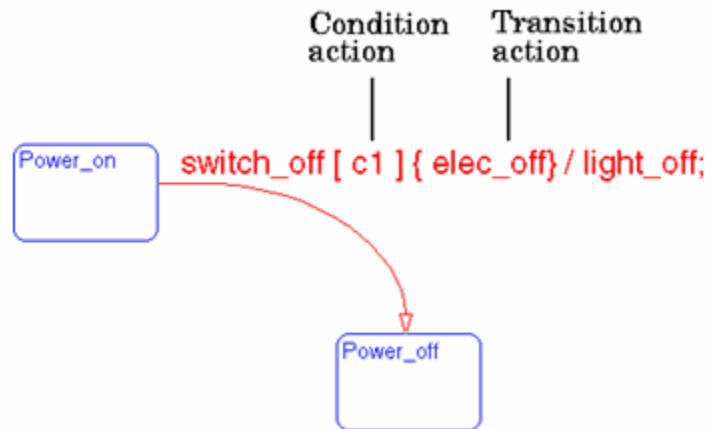 Condition action
Transition action
Power_on
switch_off [ c1 ] { elec_off} / light_off;
Power_off